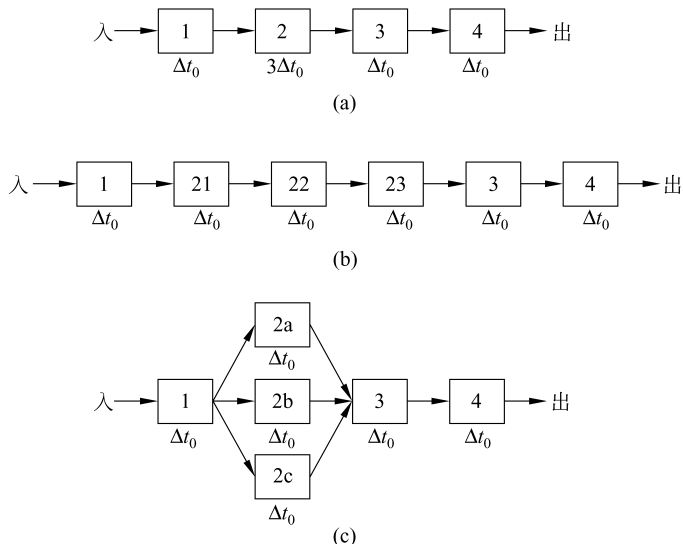 入 1 2 3 4 出
Δt₀ 3Δt₀ Δt₀ Δt₀
(a)
入 1 21 22 23 3 4 出
Δt₀ Δt₀ Δt₀ Δt₀ Δt₀ Δt₀
(b)
2a
Δt₀
入 1 2b 3 4 出
Δt₀ Δt₀ Δt₀ Δt₀
2c
Δt₀
(c)